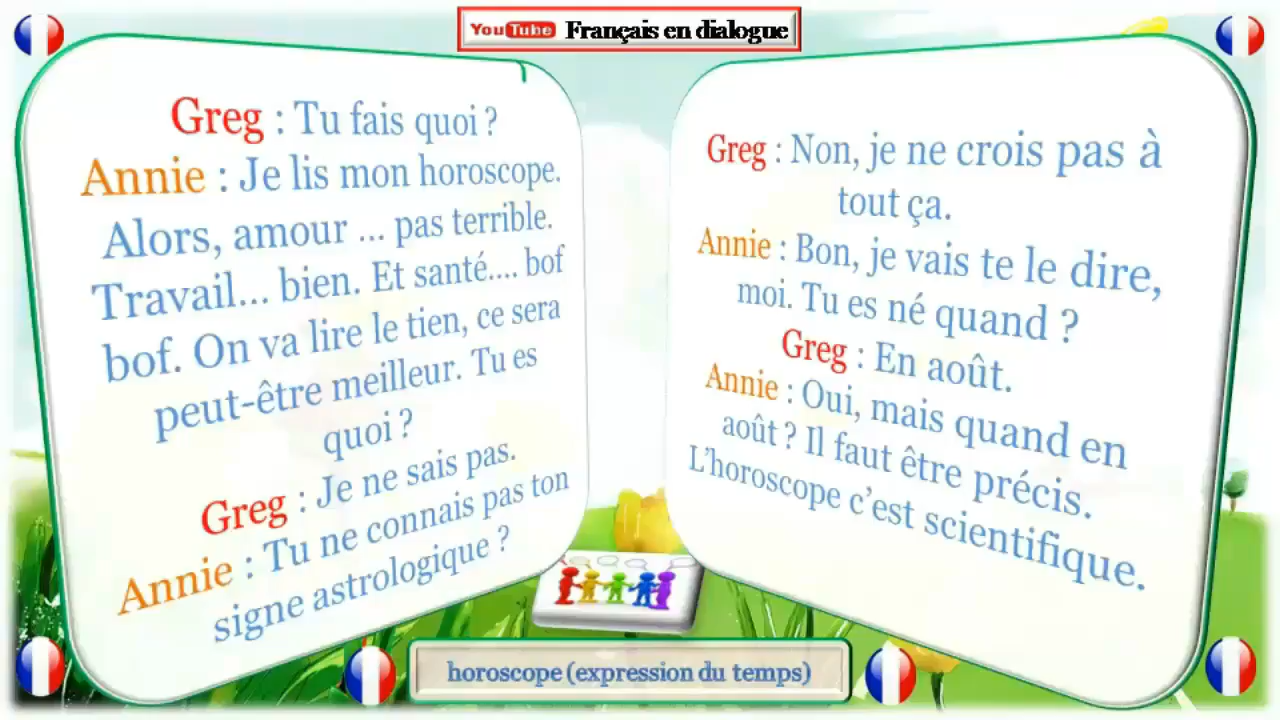 YouTube Français en dialogue
Greg : Tu fais quoi ?
Annie : Je lis mon horoscope.
Alors, amour ... pas terrible.
Travail... bien. Et santé.... bof
bof. On va lire le tien, ce sera
peut-être meilleur. Tu es
quoi ?
Greg : Je ne sais pas.
Annie : Tu ne connais pas ton
signe astrologique ?
Greg : Non, je ne crois pas à
tout ça.
Annie : Bon, je vais te le dire,
moi. Tu es né quand ?
Greg : En août.
Annie : Oui, mais quand en
août ? Il faut être précis.
L’horoscope c’est scientifique.
horoscope (expression du temps)